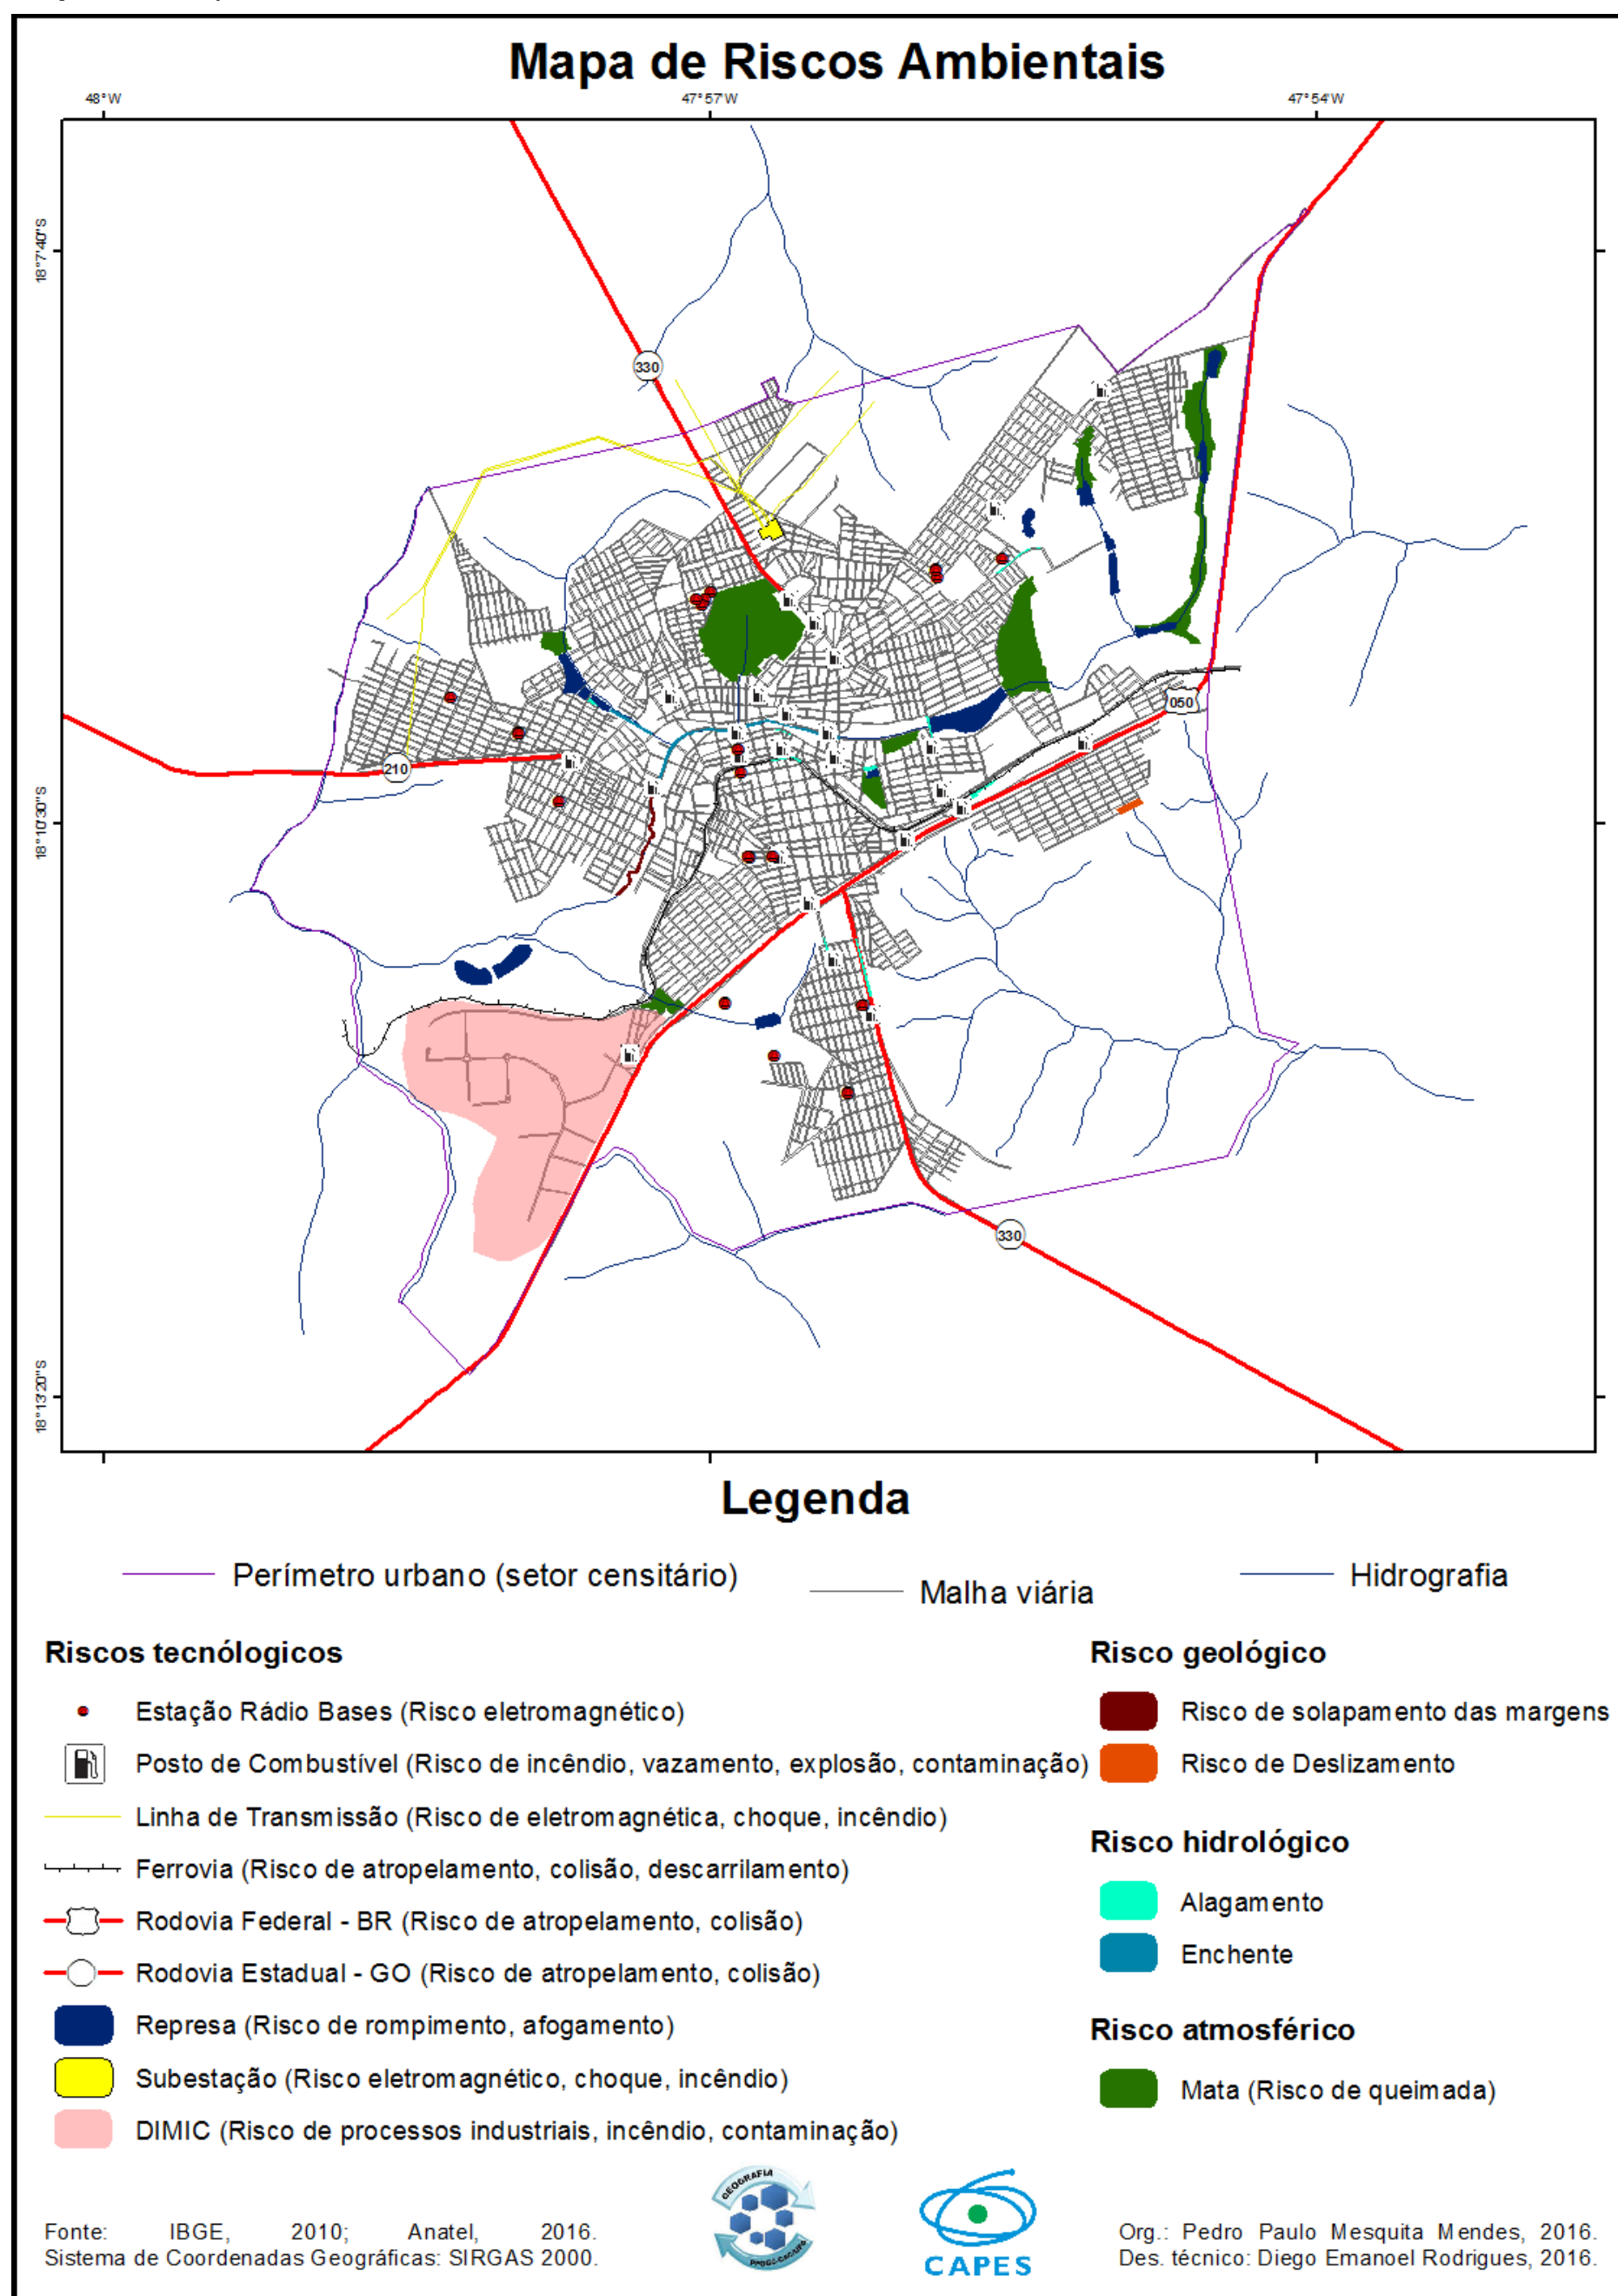 Mapa de Riscos Ambientais
48°W
47°57'W
47°54'W
18°7'40"S
18°10'30"S
18°13'20"S
330
050
210
330
Legenda
Perímetro urbano (setor censitário)
Malha viária
Hidrografia
Riscos tecnólogicos
Estação Rádio Bases (Risco eletromagnético)
Posto de Combustível (Risco de incêndio, vazamento, explosão, contaminação)
Linha de Transmissão (Risco de eletromagnética, choque, incêndio)
Ferrovia (Risco de atropelamento, colisão, descarrilamento)
Rodovia Federal - BR (Risco de atropelamento, colisão)
Rodovia Estadual - GO (Risco de atropelamento, colisão)
Represa (Risco de rompimento, afogamento)
Subestação (Risco eletromagnético, choque, incêndio)
DIMIC (Risco de processos industriais, incêndio, contaminação)
Risco geológico
Risco de solapamento das margens
Risco de Deslizamento
Risco hidrológico
Alagamento
Enchente
Risco atmosférico
Mata (Risco de queimada)
Fonte: IBGE, 2010; Anatel, 2016.
Sistema de Coordenadas Geográficas: SIRGAS 2000.
GEOGRAFIA
CAPES
Org.: Pedro Paulo Mesquita Mendes, 2016.
Des. técnico: Diego Emanoel Rodrigues, 2016.